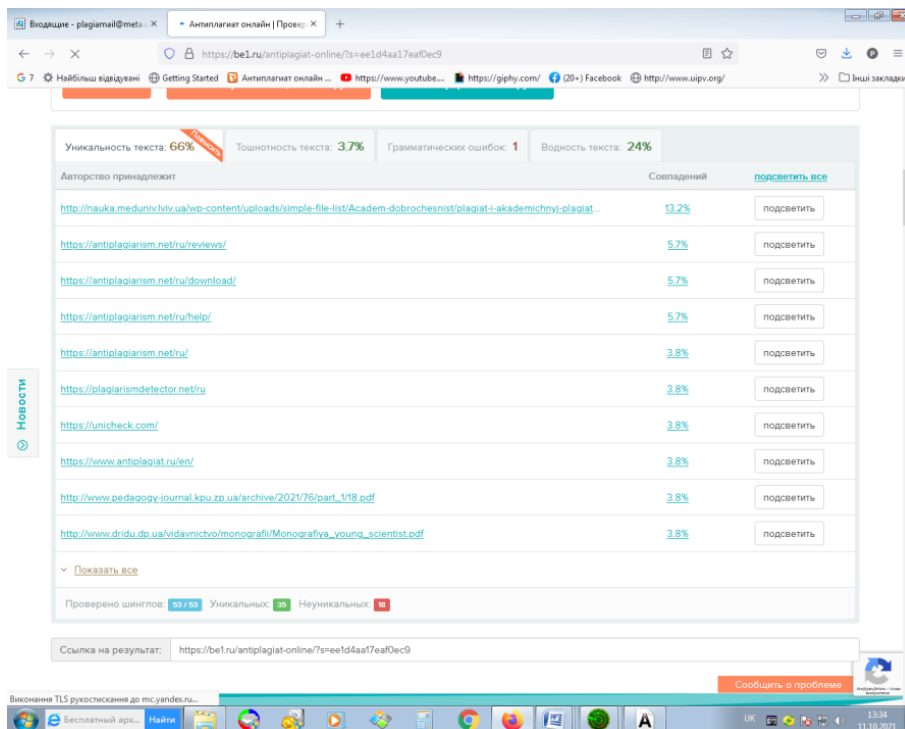 Входящие - plagiamail@meta.
Антиплагиат онлайн | Провер
https://be1.ru/antiplagiat-online/?s=ee1d4aa17eaf0ec9
Найбільш відвідувані Getting Started Антиплагиат онлайн ... https://www.youtube.... https://giphy.com/ (20+) Facebook http://www.uipv.org/ Інші закладки
Уникальность текста: 66% Повысить Тошнотность текста: 3.7% Грамматических ошибок: 1 Водность текста: 24%
Авторство принадлежит Совпадений подсветить все
http://nauka.meduniv.lviv.ua/wp-content/uploads/simple-file-list/Academ-dobrochesnist/plagiat-i-akademichnyj-plagiat... 13.2% подсветить
https://antiplagiarism.net/ru/reviews/ 5.7% подсветить
https://antiplagiarism.net/ru/download/ 5.7% подсветить
https://antiplagiarism.net/ru/help/ 5.7% подсветить
https://antiplagiarism.net/ru/ 3.8% подсветить
https://plagiarismdetector.net/ru 3.8% подсветить
https://unicheck.com/ 3.8% подсветить
https://www.antiplagiat.ru/en/ 3.8% подсветить
http://www.pedagogy-journal.kpu.zp.ua/archive/2021/76/part_1/18.pdf 3.8% подсветить
http://www.dridu.dp.ua/vidavnictvo/monografii/Monografiya_young_scientist.pdf 3.8% подсветить
Показать все
Проверено шинглов: 53 / 53 Уникальных: 35 Неуникальных: 18
Новости
Ссылка на результат: https://be1.ru/antiplagiat-online/?s=ee1d4aa17eaf0ec9
Сообщить о проблеме
Виконання TLS рукостискання до mc.yandex.ru...
Бесплатный арх... Найти
UK 13:34
11.10.2021